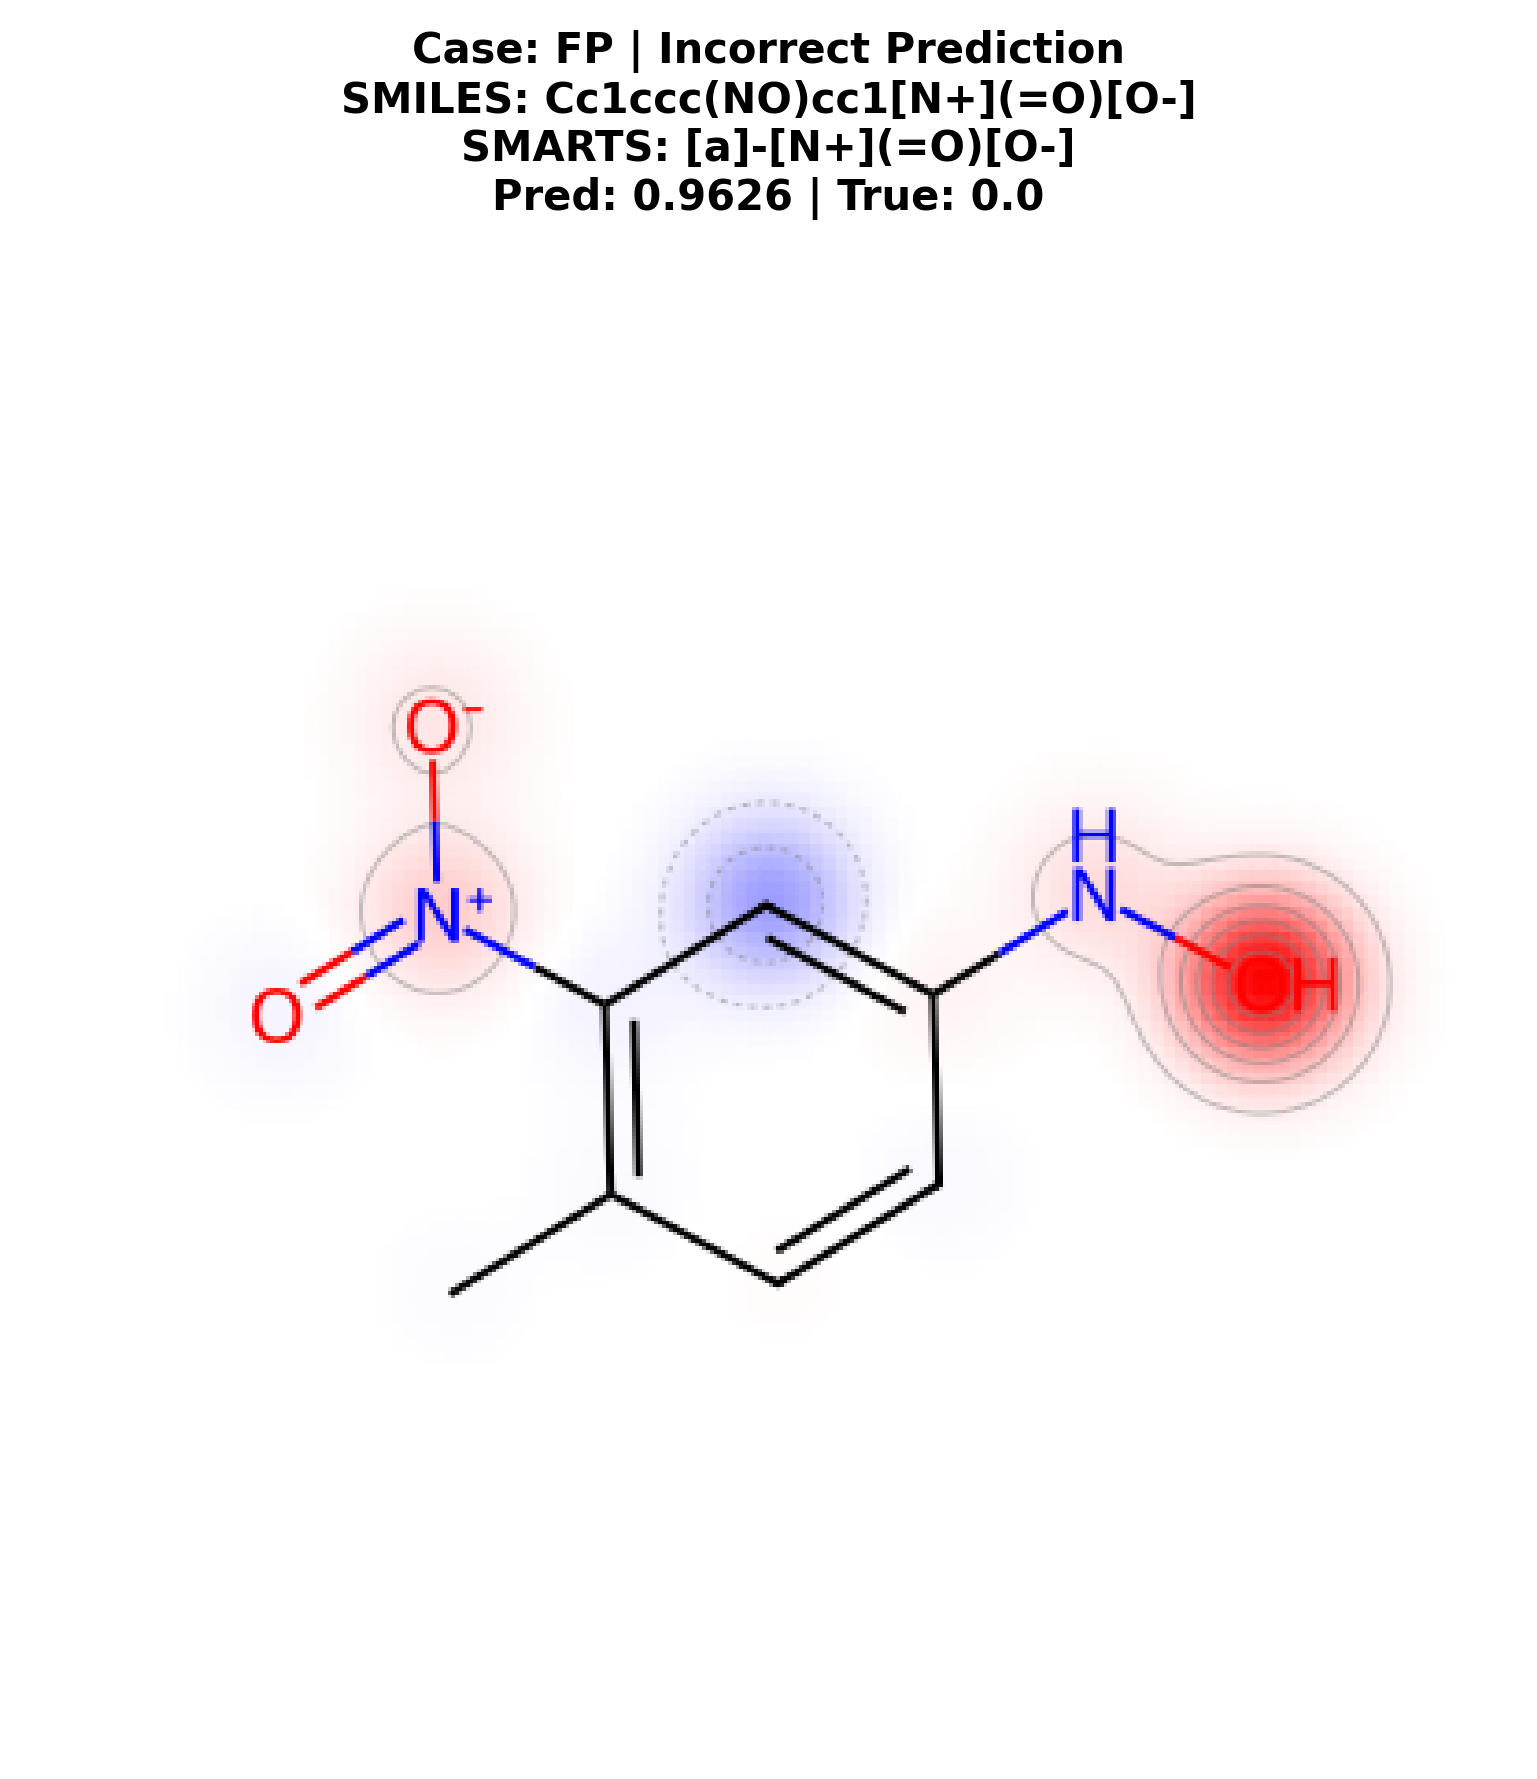 Case: FP | Incorrect Prediction
SMILES: Cc1ccc(NO)cc1[N+](=O)[O-]
SMARTS: [a]-[N+](=O)[O-]
Pred: 0.9626 | True: 0.0
O-
H
N
N+
OH
O